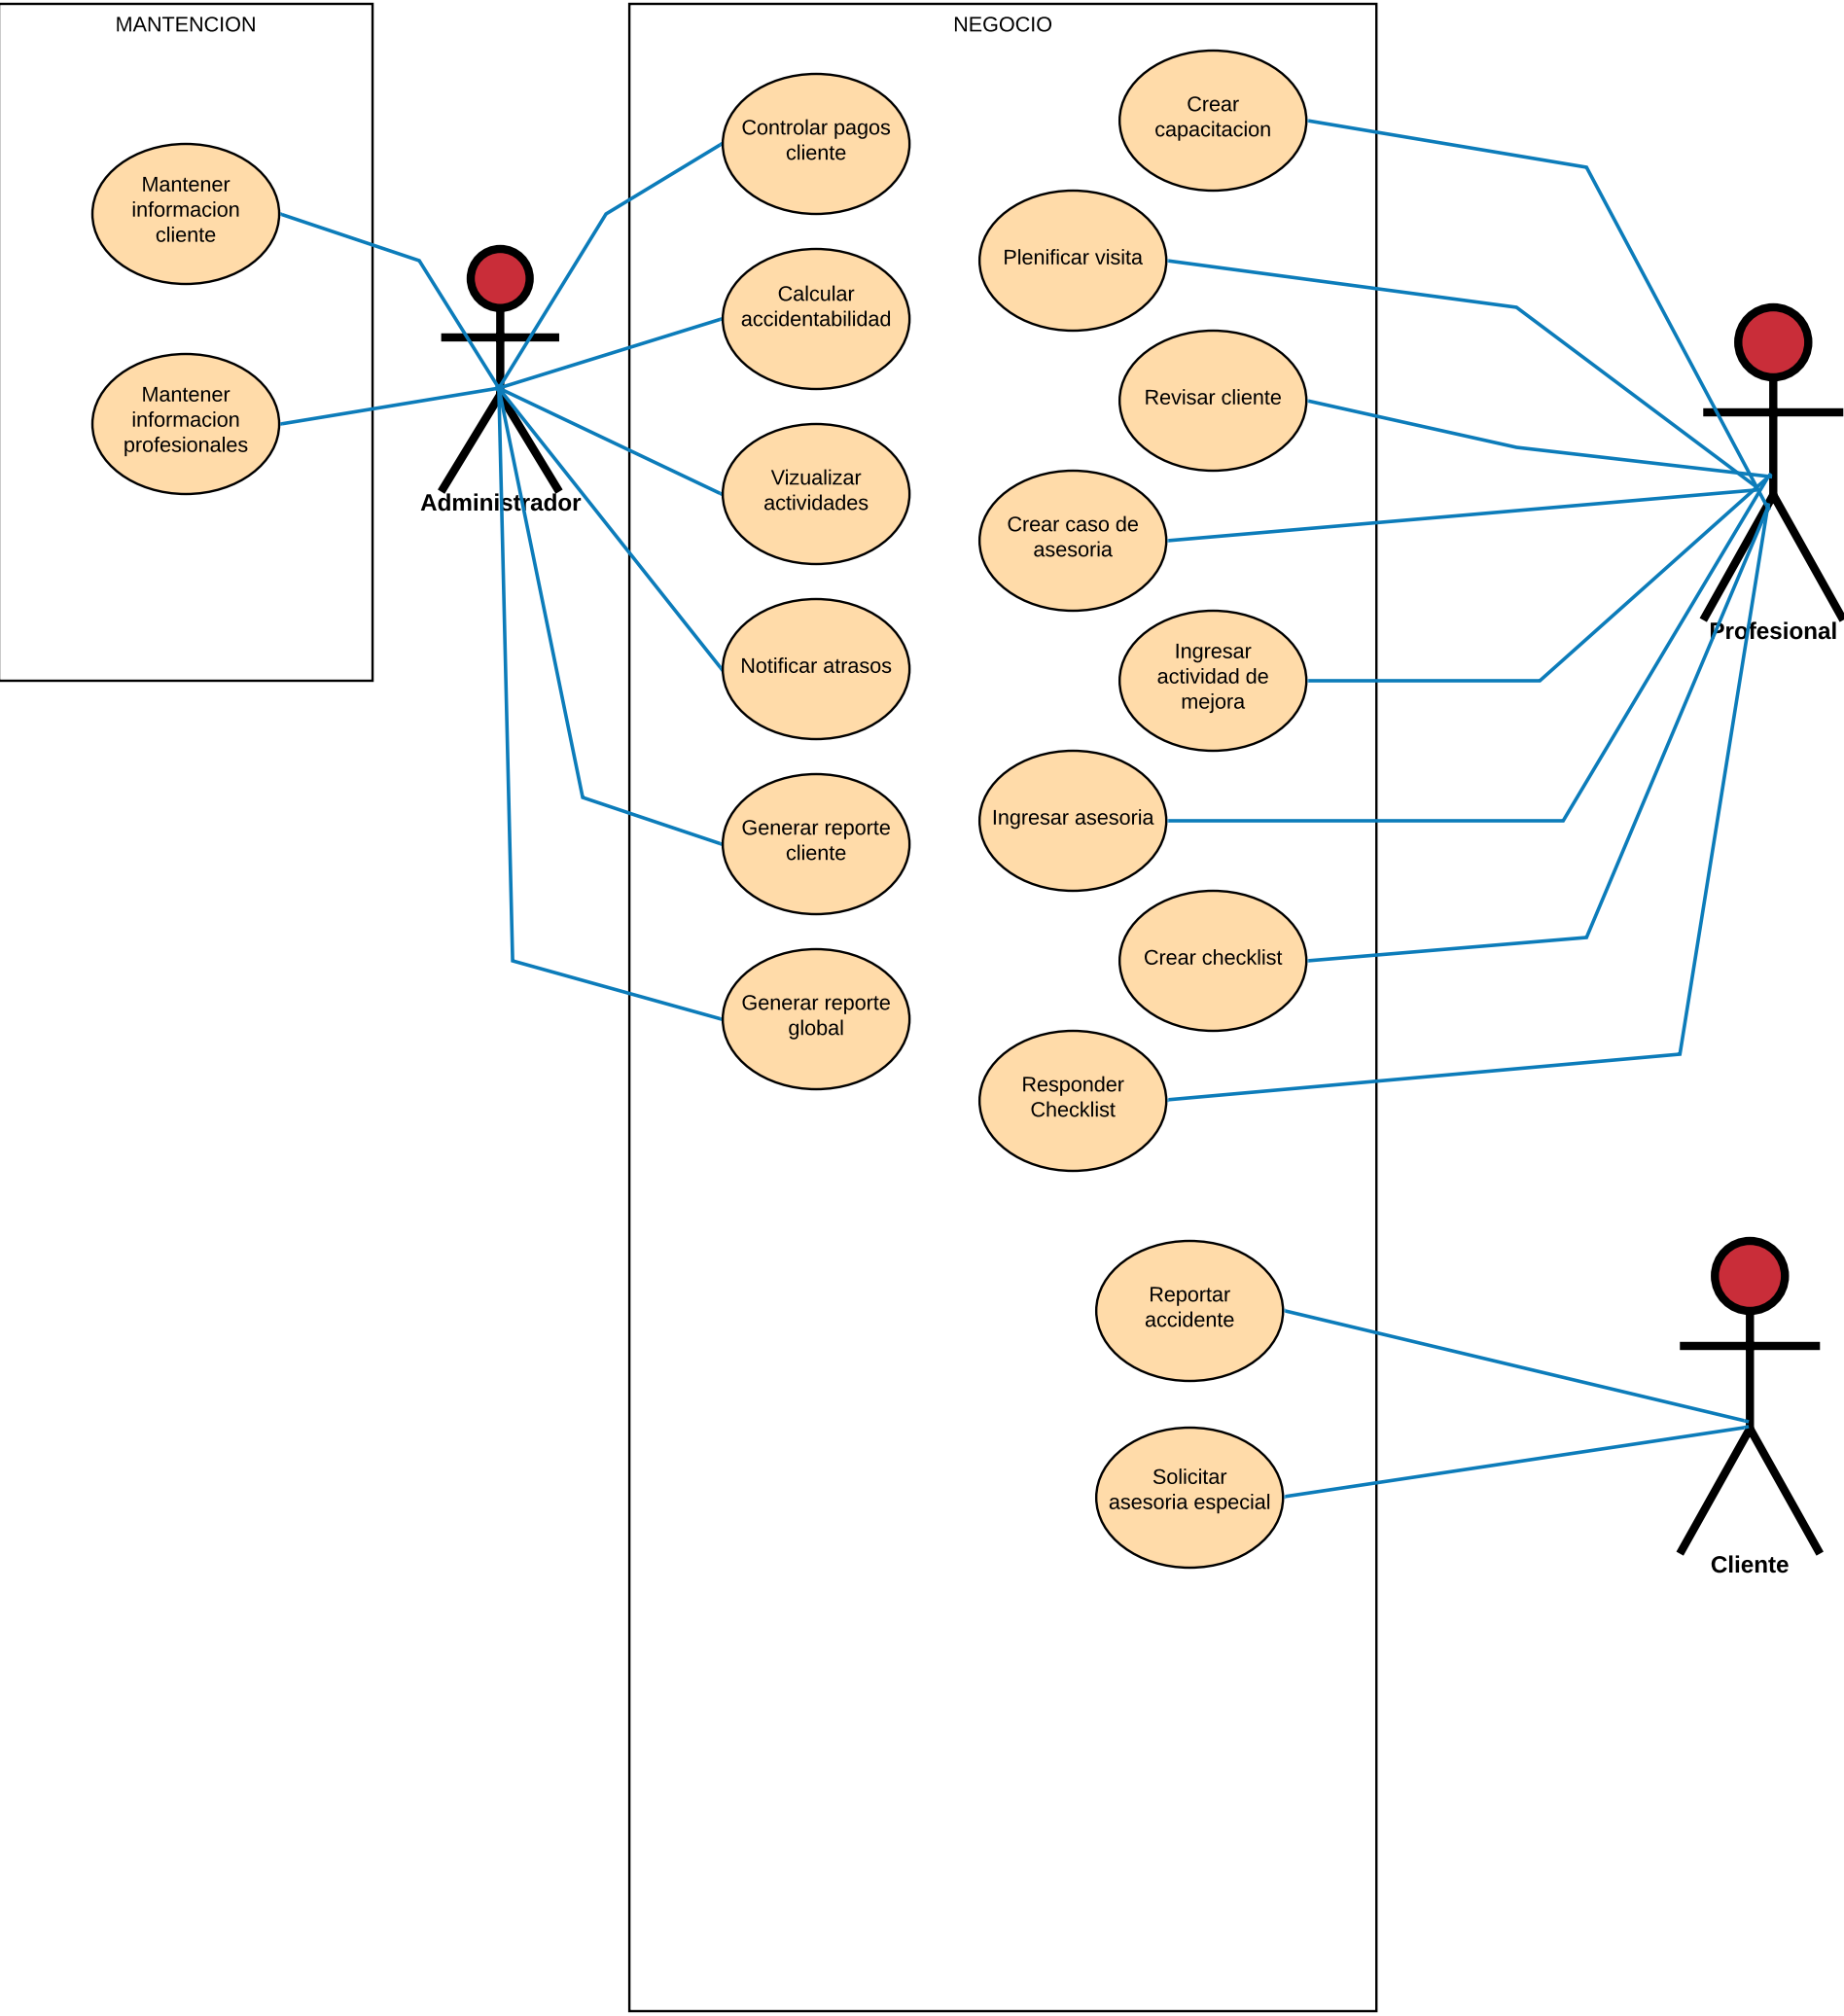 MANTENCION
Mantener
informacion
cliente
Mantener
informacion
profesionales
Administrador
NEGOCIO
Controlar pagos
cliente
Calcular
accidentabilidad
Vizualizar
actividades
Notificar atrasos
Generar reporte
cliente
Generar reporte
global
Crear
capacitacion
Plenificar visita
Revisar cliente
Crear caso de
asesoria
Ingresar
actividad de
mejora
Ingresar asesoria
Crear checklist
Responder
Checklist
Reportar
accidente
Solicitar
asesoria especial
Profesional
Cliente